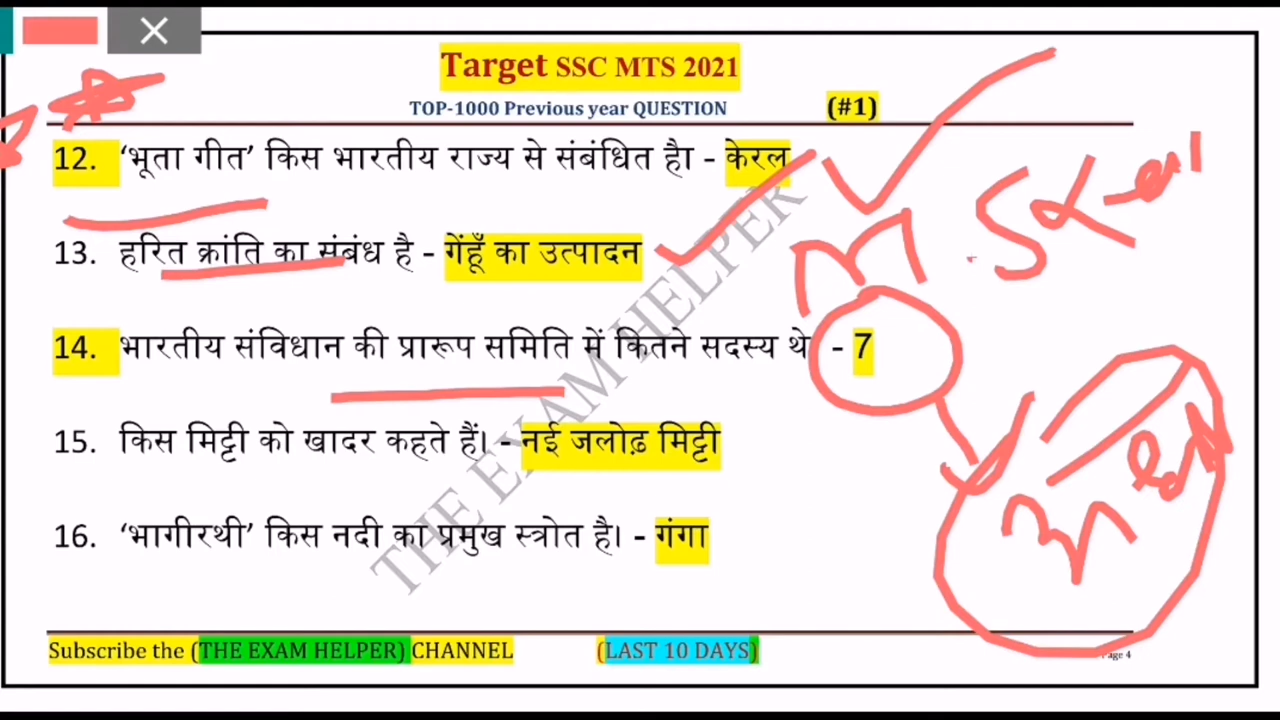 Target SSC MTS 2021
TOP-1000 Previous year QUESTION (#1)
12. ‘भूता गीत’ किस भारतीय राज्य से संबंधित है। - केरल
13. हरित क्रांति का संबंध है - गेंहूँ का उत्पादन
14. भारतीय संविधान की प्रारूप समिति में कितने सदस्य थे - 7
15. किस मिट्टी को खादर कहते हैं। - नई जलोढ़ मिट्टी
16. ‘भागीरथी’ किस नदी का प्रमुख स्त्रोत है। - गंगा
THE EXAM HELPER
Subscribe the (THE EXAM HELPER) CHANNEL (LAST 10 DAYS)
Page 4